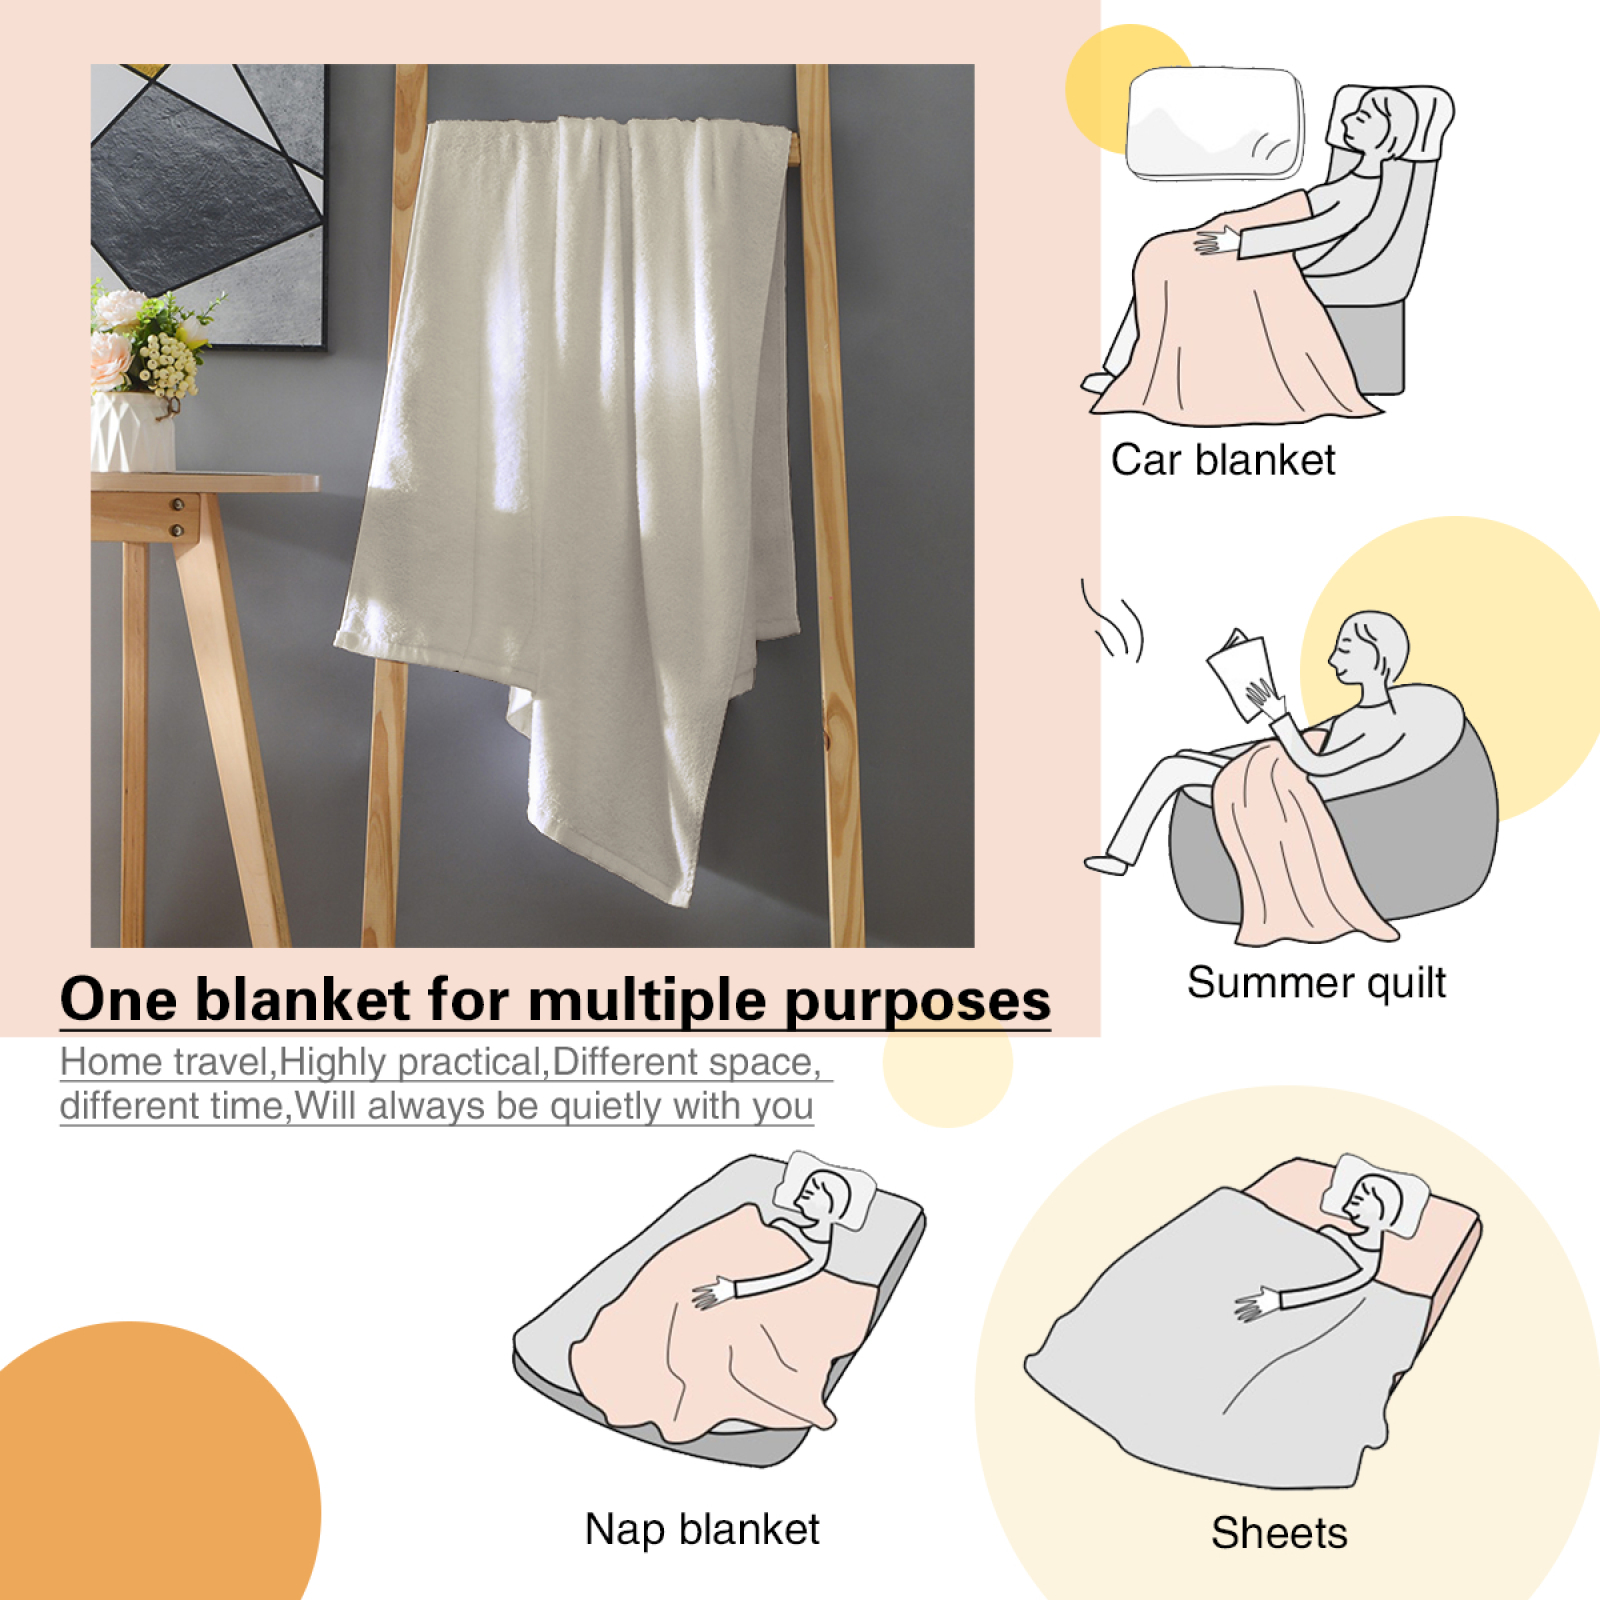 Car blanket
Summer quilt
One blanket for multiple purposes
Home travel,Highly practical,Different space,
different time,Will always be quietly with you
Nap blanket
Sheets